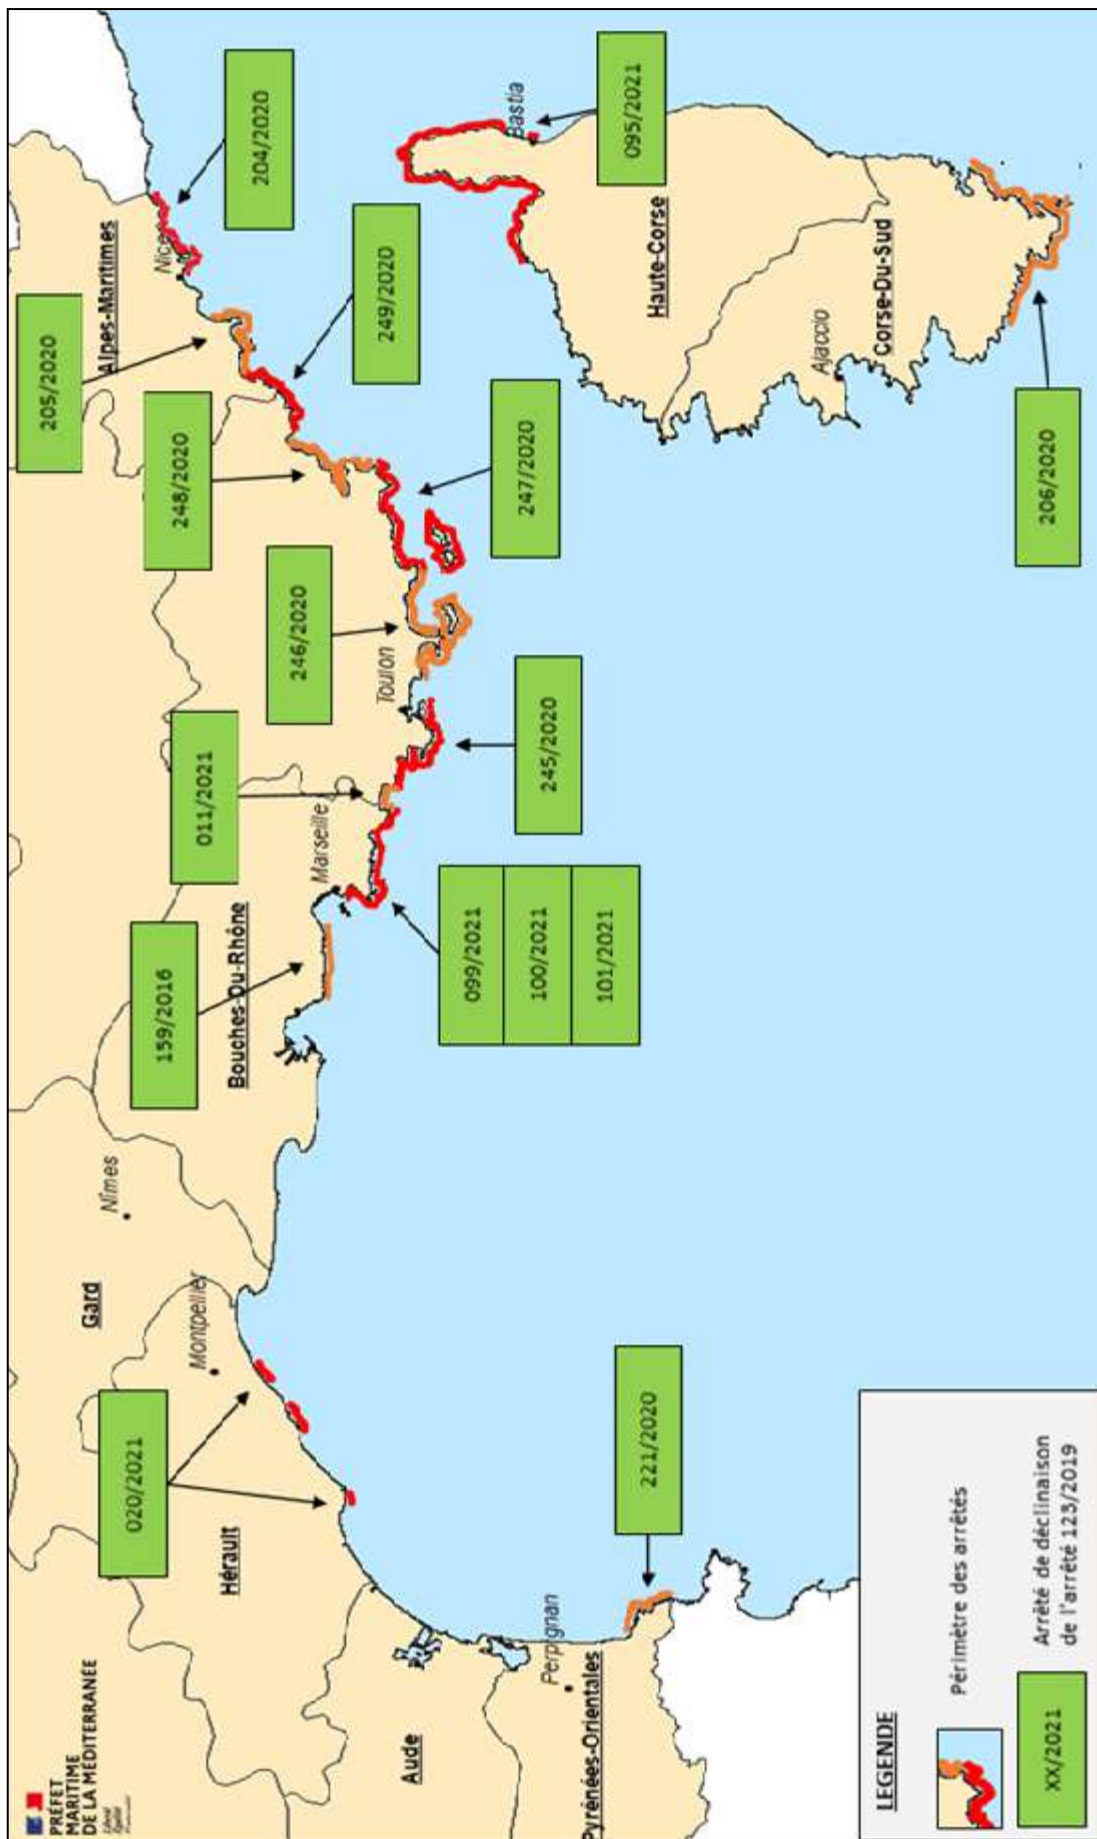 PRÉFET
MARITIME
DE LA MÉDITERRANÉE
Liberté
Égalité
Fraternité
Gard
Nîmes
Montpellier
020/2021
Hérault
Aude
Perpignan
Pyrénées-Orientales
221/2020
159/2016
Bouches-Du-Rhône
Marseille
099/2021
100/2021
101/2021
011/2021
245/2020
Toulon
246/2020
247/2020
248/2020
249/2020
205/2020
Alpes-Maritimes
Nice
204/2020
Bastia
095/2021
Haute-Corse
Ajaccio
Corse-Du-Sud
206/2020
LEGENDE
Périmètre des arrêtés
XX/2021
Arrêté de déclinaison
de l'arrêté 123/2019